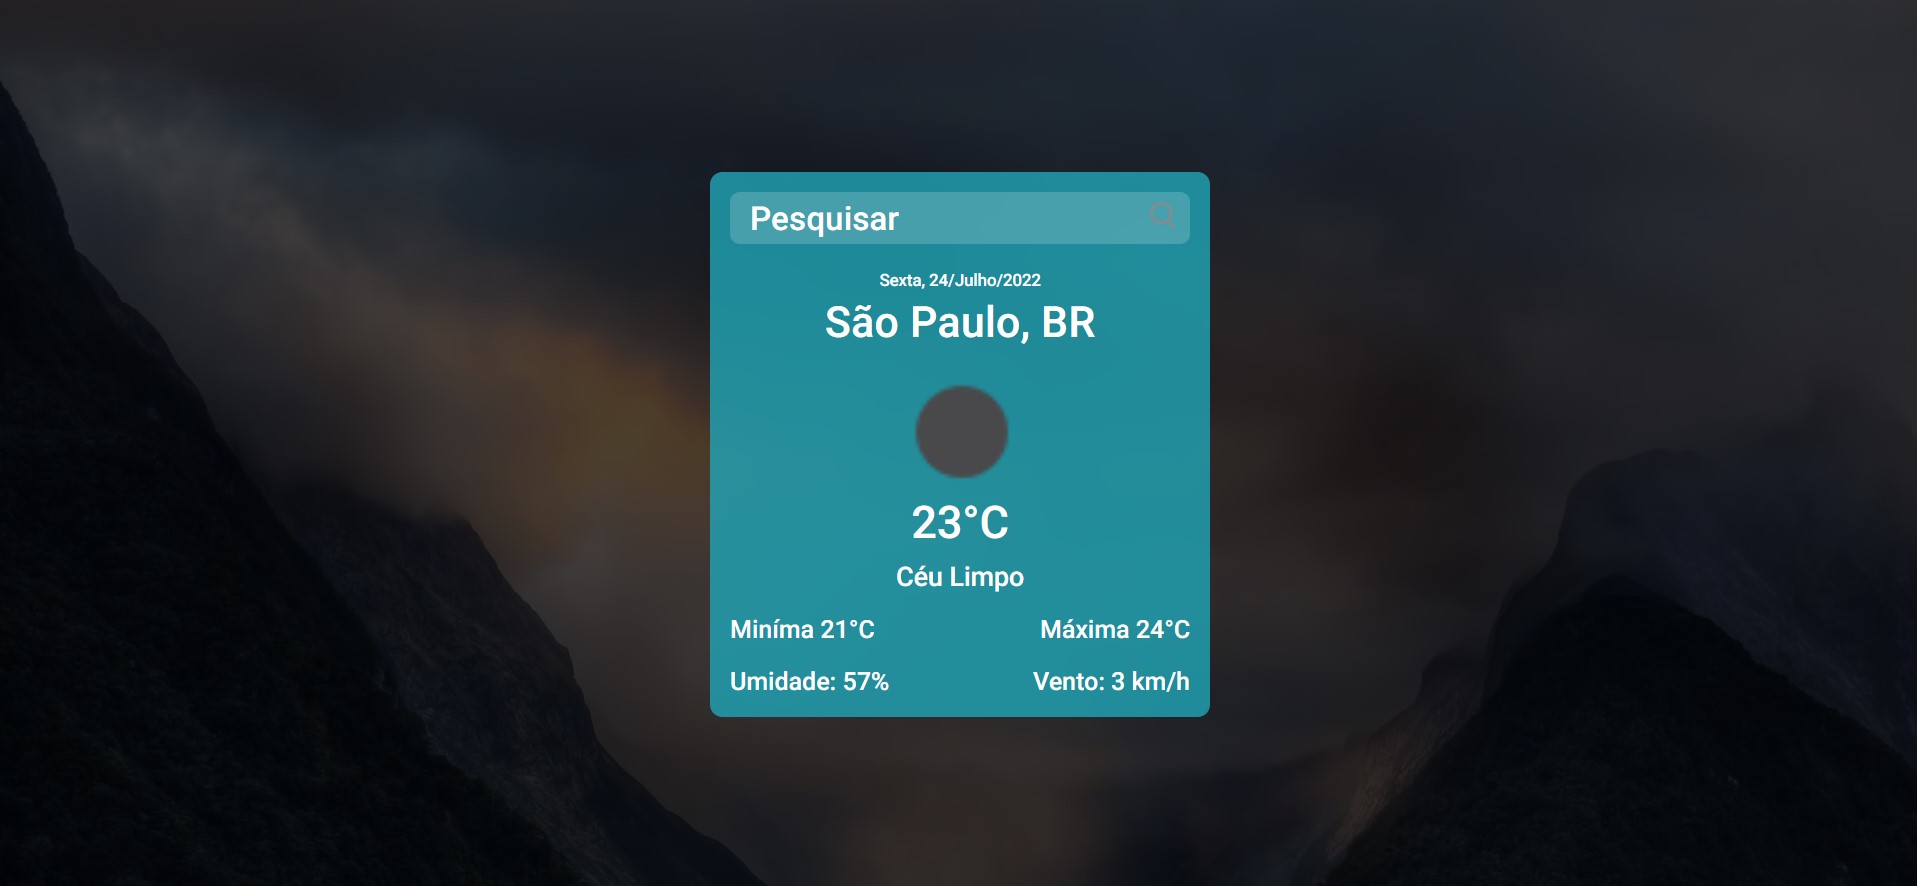 Pesquisar
Sexta, 24/Julho/2022
São Paulo, BR
23°C
Céu Limpo
Miníma 21°C
Máxima 24°C
Umidade: 57%
Vento: 3 km/h